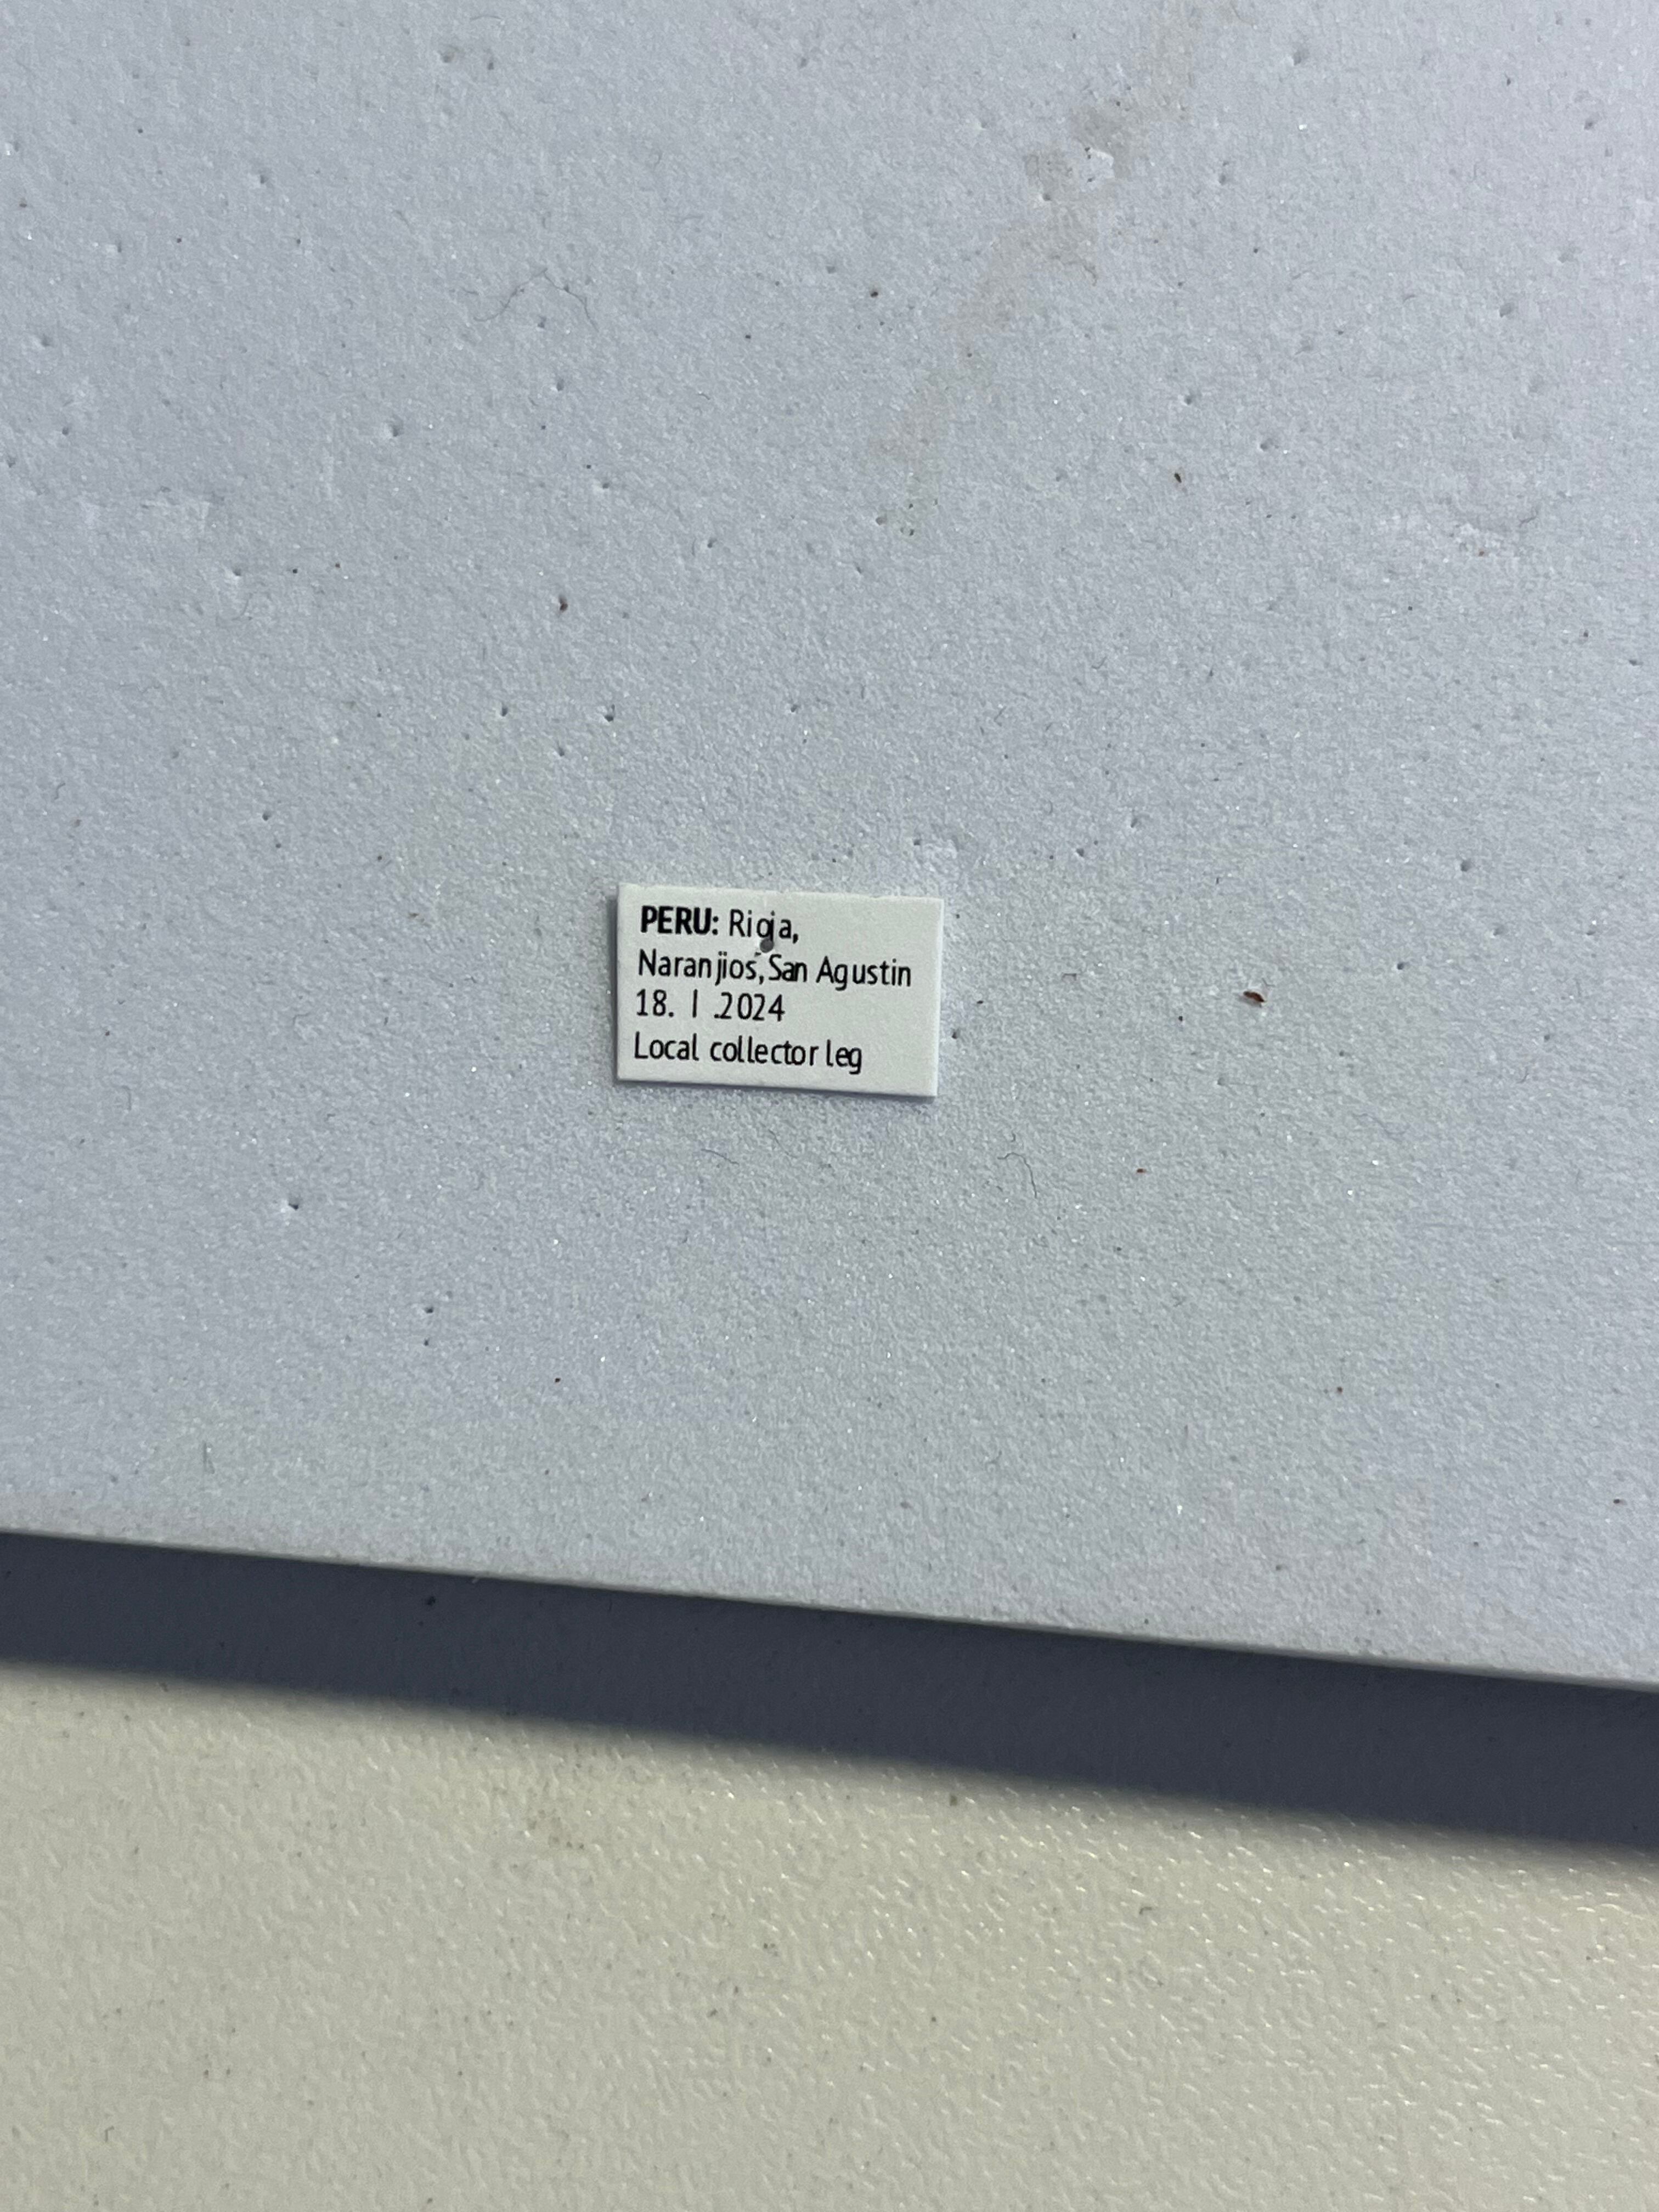 PERU: Rioja,
Naranjios, San Agustin
18. I .2024
Local collector leg